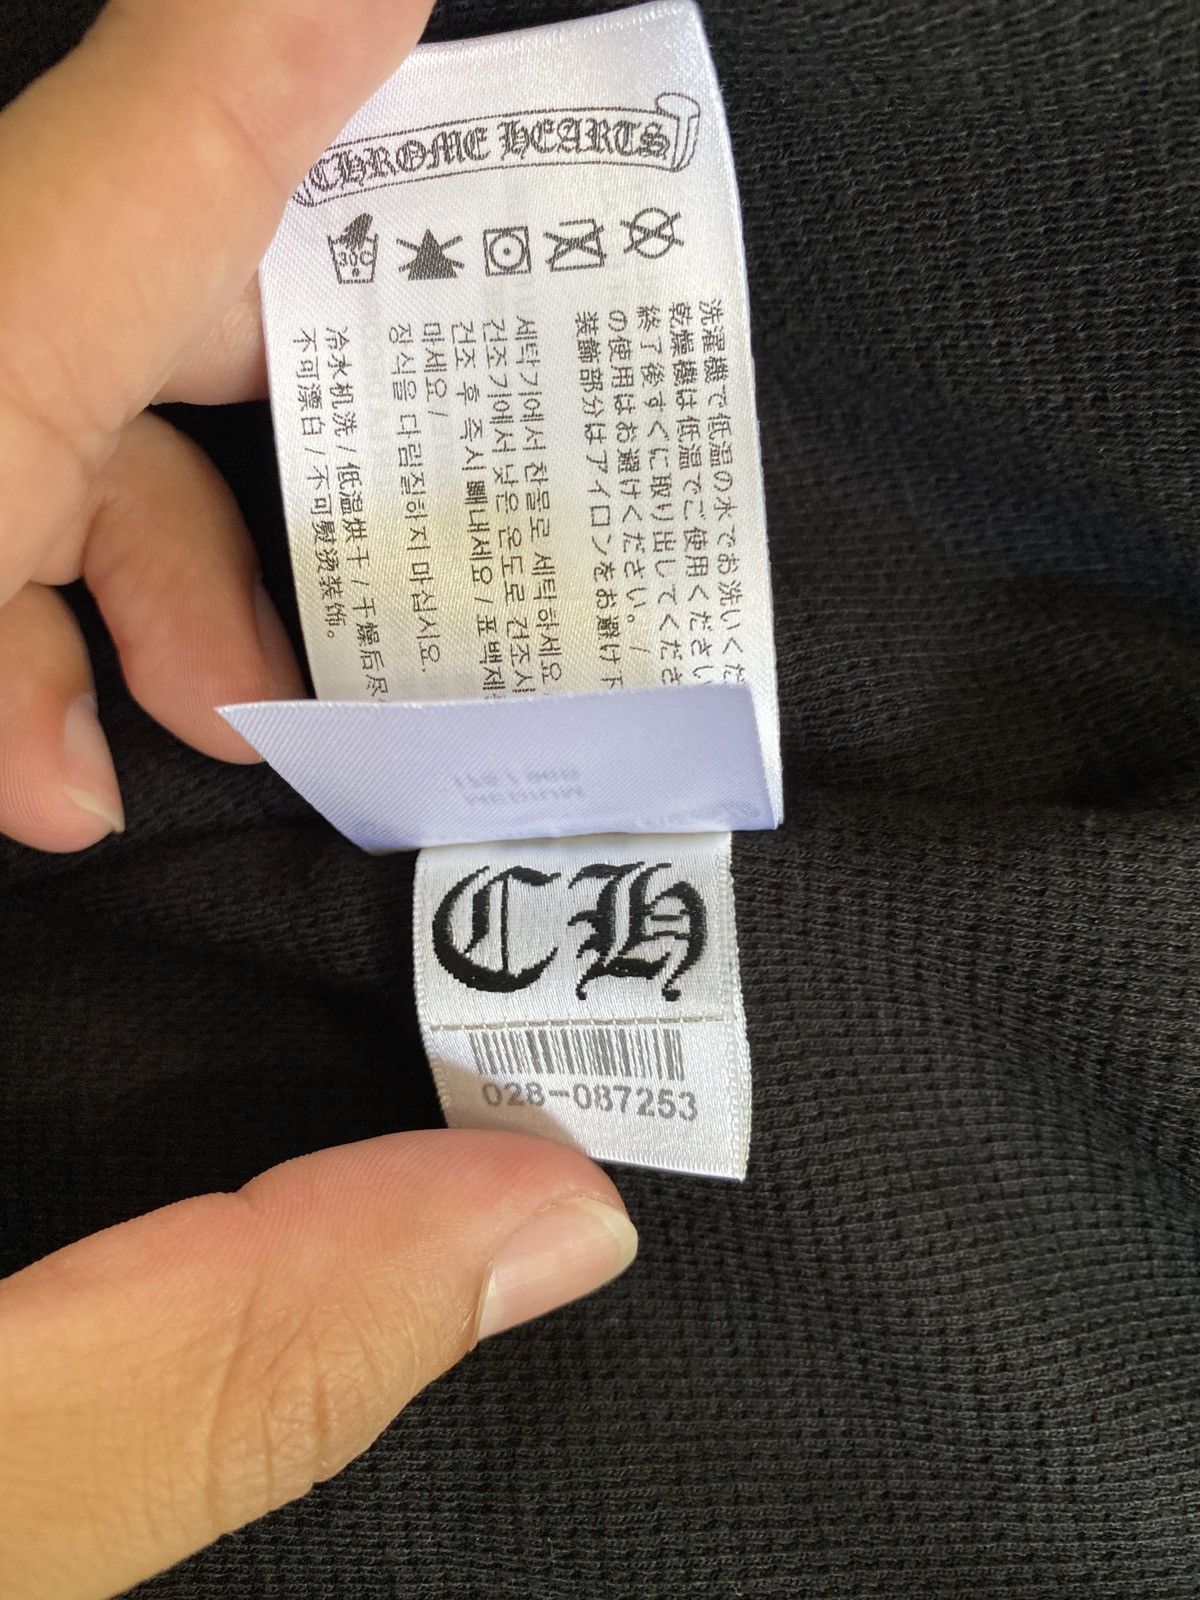 CHROME HEARTS
30C
洗濯機で低温の水でお洗いくだ
乾燥機は低温でご使用ください
終了後すぐに取り出してくださ
の使用はお避けください。/
装飾部分はアイロンをお避け下
세탁기에서 찬물로 세탁하세요
건조기에서 낮은 온도로 건조시
건조 후 즉시 빼내세요 / 표백제
마세요 /
장식을 다림질하지 마십시요.
冷水机洗 / 低温烘干 / 干燥后尽
不可漂白 / 不可熨烫装饰。
MEDIUM
CH
028-087253